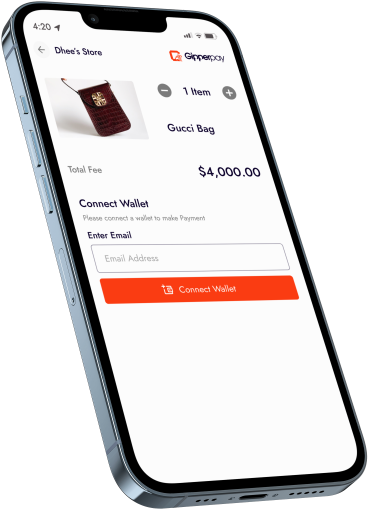 4:20
Dhee's Store
Gipperpay
1 Item
Gucci Bag
Total Fee
$4,000.00
Connect Wallet
Please connect a wallet to make Payment
Enter Email
Email Address
Connect Wallet